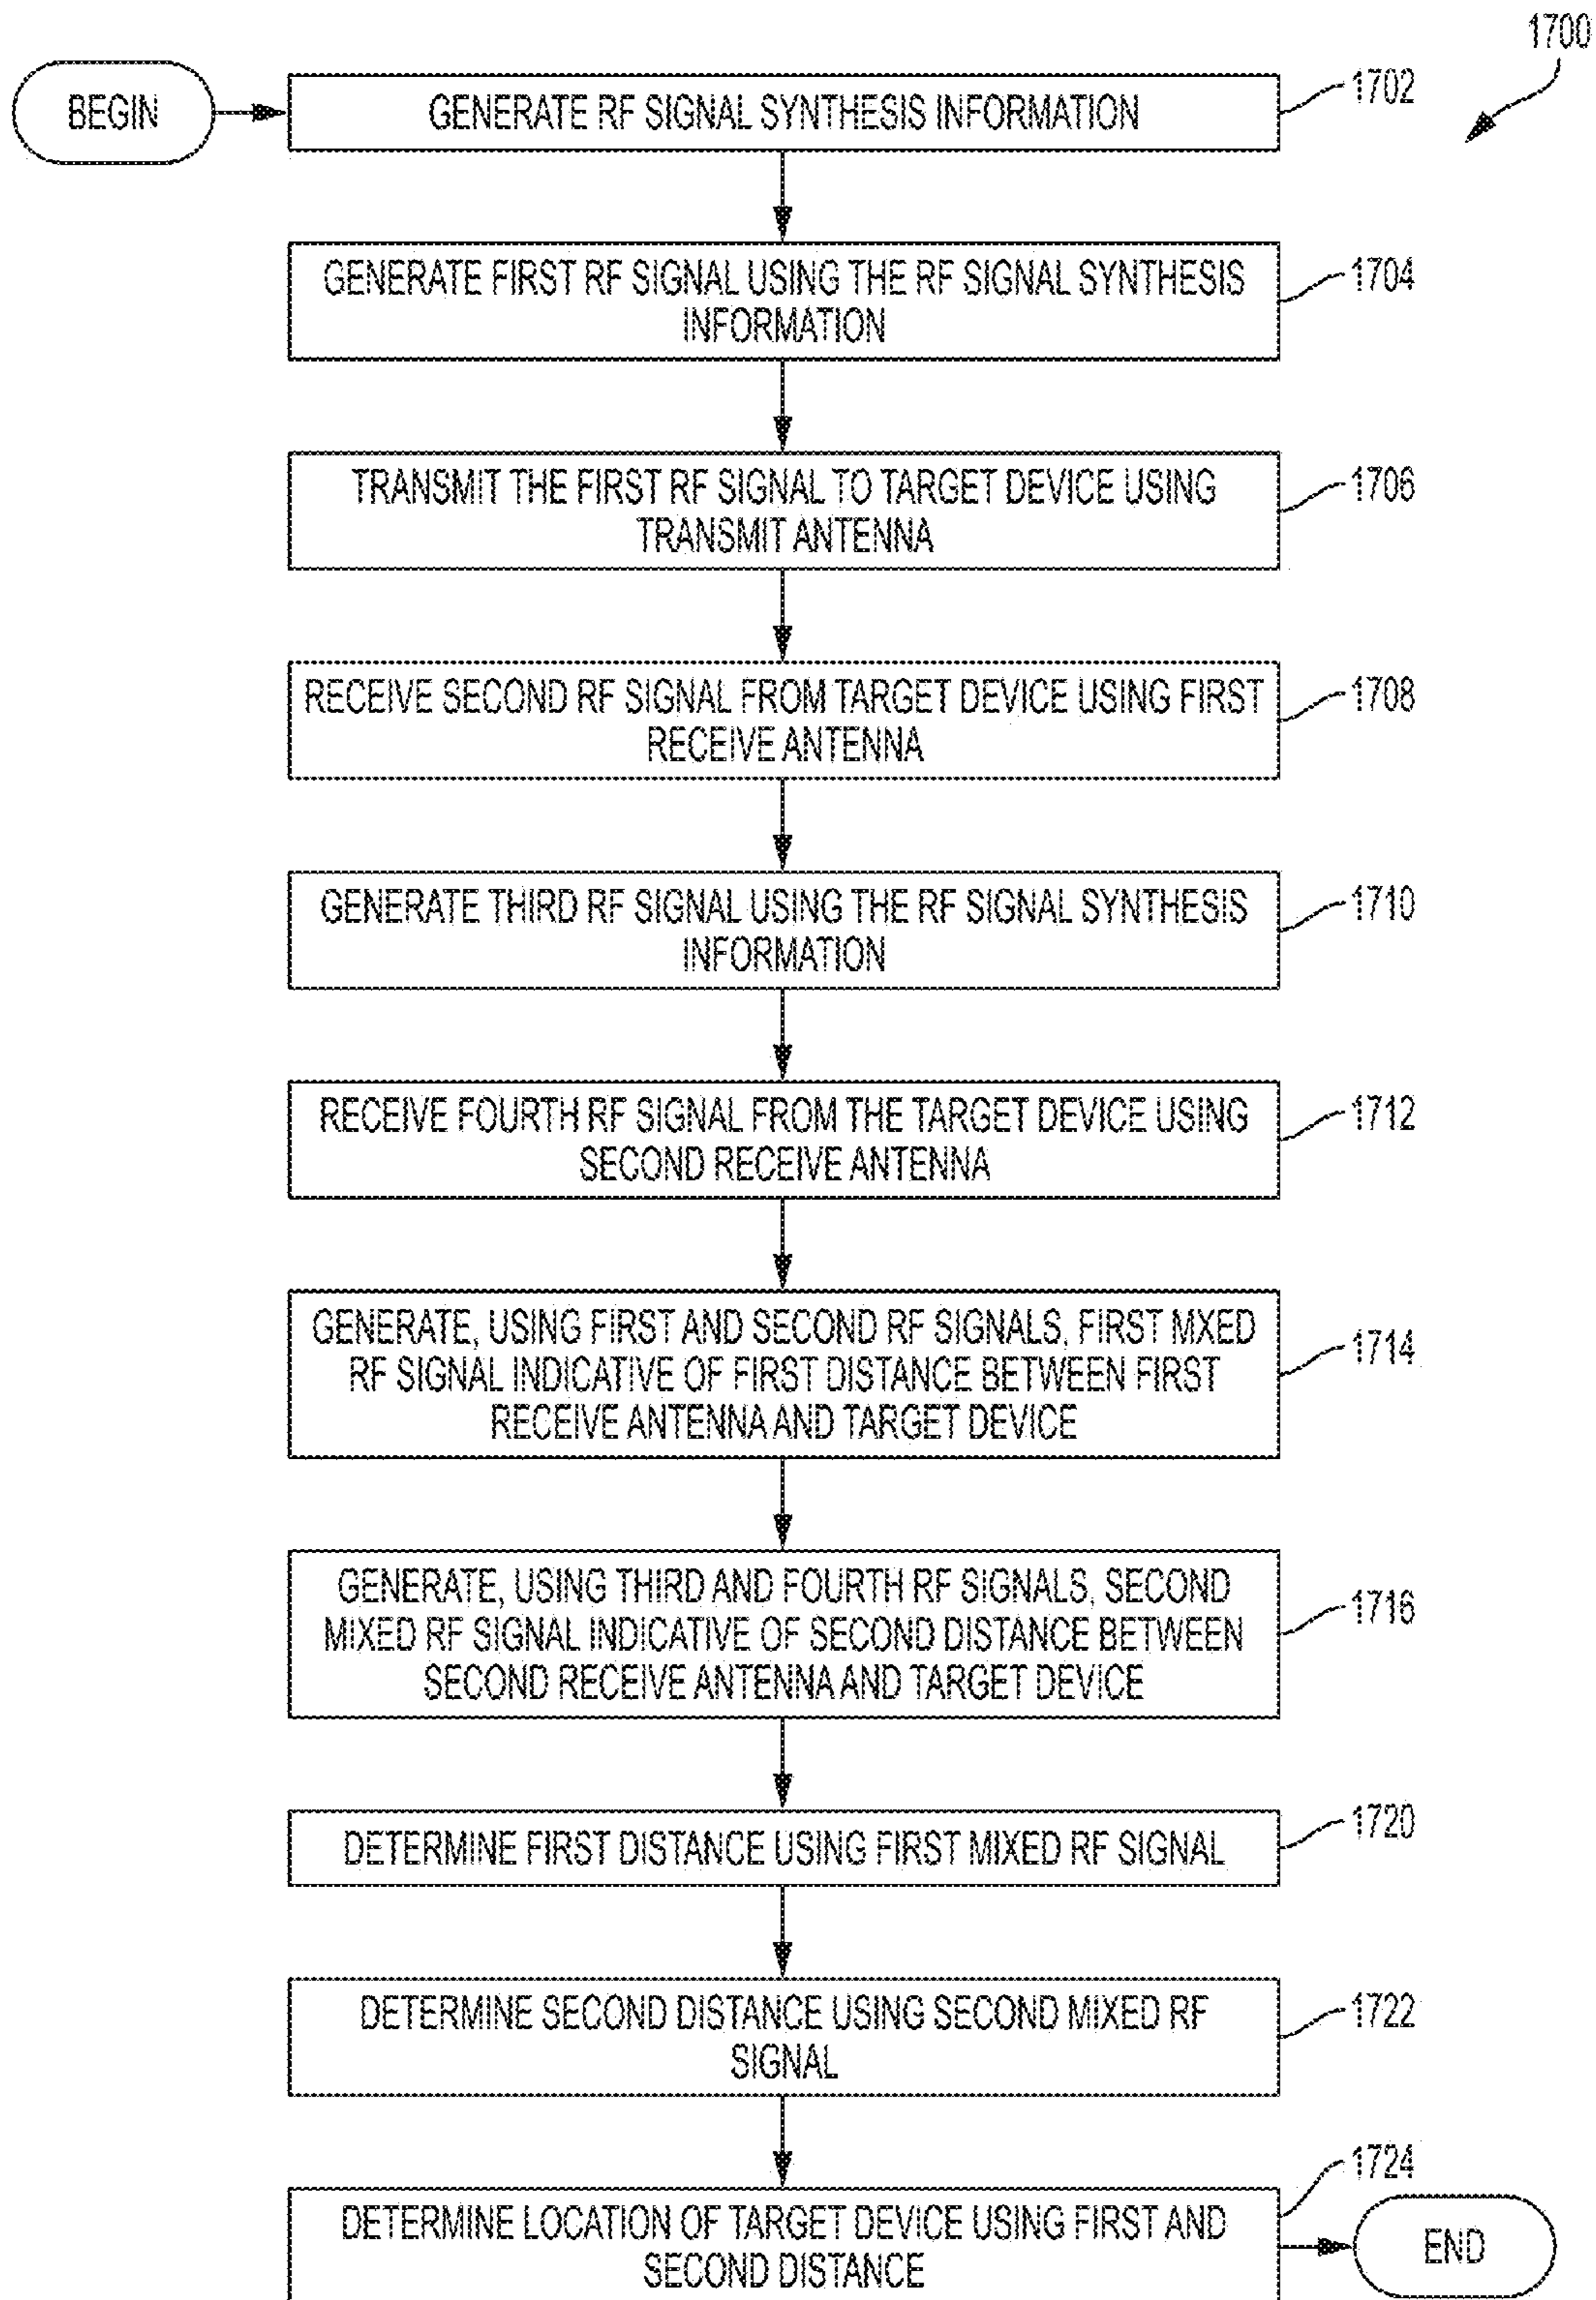 1700
BEGIN
GENERATE RF SIGNAL SYNTHESIS INFORMATION
1702
GENERATE FIRST RF SIGNAL USING THE RF SIGNAL SYNTHESIS
INFORMATION
1704
TRANSMIT THE FIRST RF SIGNAL TO TARGET DEVICE USING
TRANSMIT ANTENNA
1706
RECEIVE SECOND RF SIGNAL FROM TARGET DEVICE USING FIRST
RECEIVE ANTENNA
1708
GENERATE THIRD RF SIGNAL USING THE RF SIGNAL SYNTHESIS
INFORMATION
1710
RECEIVE FOURTH RF SIGNAL FROM THE TARGET DEVICE USING
SECOND RECEIVE ANTENNA
1712
GENERATE, USING FIRST AND SECOND RF SIGNALS, FIRST MXED
RF SIGNAL INDICATIVE OF FIRST DISTANCE BETWEEN FIRST
RECEIVE ANTENNA AND TARGET DEVICE
1714
GENERATE, USING THIRD AND FOURTH RF SIGNALS, SECOND
MIXED RF SIGNAL INDICATIVE OF SECOND DISTANCE BETWEEN
SECOND RECEIVE ANTENNA AND TARGET DEVICE
1716
DETERMINE FIRST DISTANCE USING FIRST MIXED RF SIGNAL
1720
DETERMINE SECOND DISTANCE USING SECOND MIXED RF
SIGNAL
1722
DETERMINE LOCATION OF TARGET DEVICE USING FIRST AND
SECOND DISTANCE
1724
END